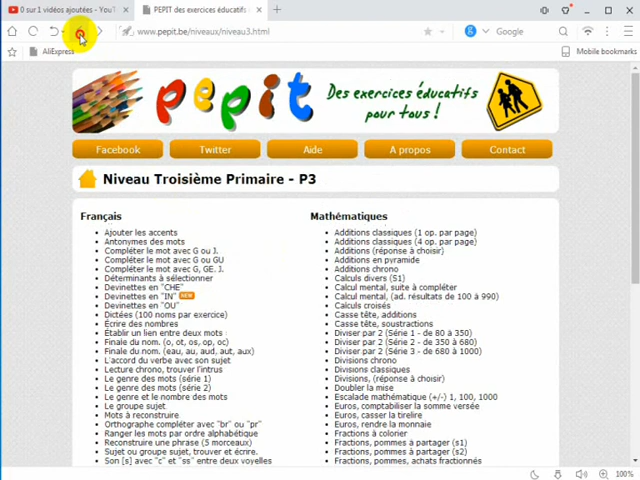 0 sur 1 vidéos ajoutées - YouT
PEPIT des exercices éducatifs -
www.pepit.be/niveaux/niveau3.html
Google
AliExpress
Mobile bookmarks
pepit
Des exercices éducatifs
pour tous !
Facebook
Twitter
Aide
A propos
Contact
Niveau Troisième Primaire - P3
Français
Ajouter les accents
Antonymes des mots
Compléter le mot avec G ou J.
Compléter le mot avec G ou GU
Compléter le mot avec G, GE. J.
Déterminants à sélectionner
Devinettes en "CHE"
Devinettes en "IN" NEW
Devinettes en "OU"
Dictées (100 noms par exercice)
Écrire des nombres
Établir un lien entre deux mots
Finale du nom. (o, ot, os, op, oc)
Finale du nom. (eau, au, aud, aut, aux)
L'accord du verbe avec son sujet
Lecture chrono, trouver l'intrus
Le genre des mots (série 1)
Le genre des mots (série 2)
Le genre et le nombre des mots
Le groupe sujet
Mots à reconstruire
Orthographe compléter avec "br" ou "pr"
Ranger les mots par ordre alphabétique
Reconstruire une phrase (5 morceaux)
Sujet ou groupe sujet, trouver et écrire.
Son [s] avec "c" et "ss" entre deux voyelles
Mathématiques
Additions classiques (1 op. par page)
Additions classiques (4 op. par page)
Additions (réponse à choisir)
Additions en pyramide
Additions chrono
Calculs divers (S1)
Calcul mental, suite à compléter
Calcul mental, (ad. résultats de 100 à 990)
Calculs croisés
Casse tête, additions
Casse tête, soustractions
Diviser par 2 (Série 1 - de 80 à 350)
Diviser par 2 (Série 2 - de 350 à 680)
Diviser par 2 (Série 3 - de 680 à 1000)
Divisions chrono
Divisions classiques
Divisions, (réponse à choisir)
Doubler la mise
Escalade mathématique (+/-) 1, 100, 1000
Euros, comptabiliser la somme versée
Euros, casser la tirelire
Euros, rendre la monnaie
Fractions à colorier
Fractions, pommes à partager (s1)
Fractions, pommes à partager (s2)
Fractions, pommes, achats fractionnés
100%